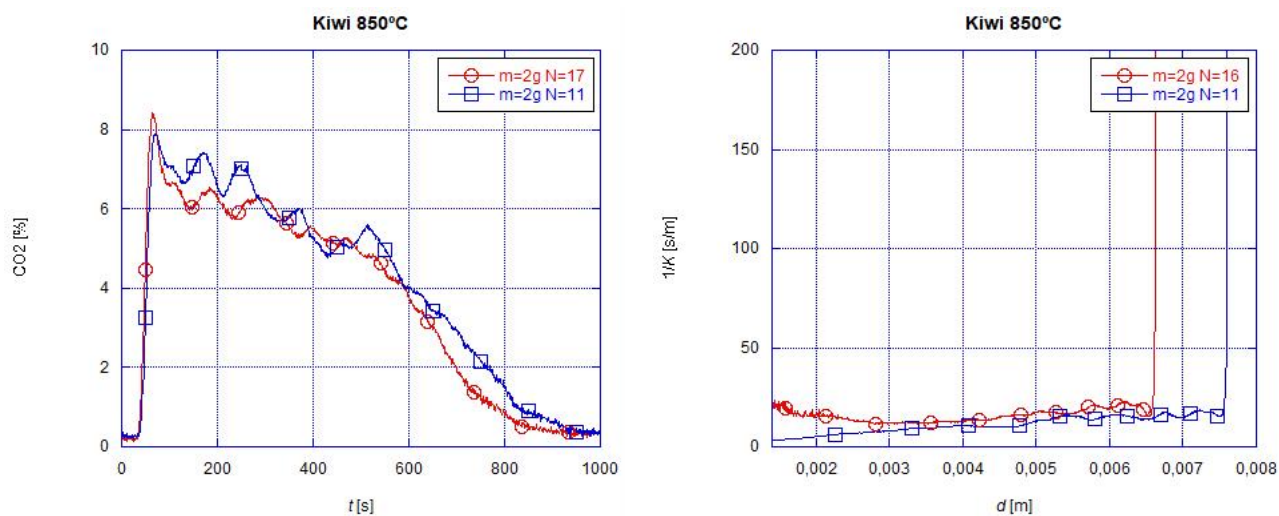 Kiwi 850ºC
CO2 [%]
10
8
6
4
2
0
m=2g N=17
m=2g N=11
0 200 400 600 800 1000
t [s]
Kiwi 850ºC
1/K [s/m]
200
150
100
50
0
m=2g N=16
m=2g N=11
0,002 0,003 0,004 0,005 0,006 0,007 0,008
d [m]